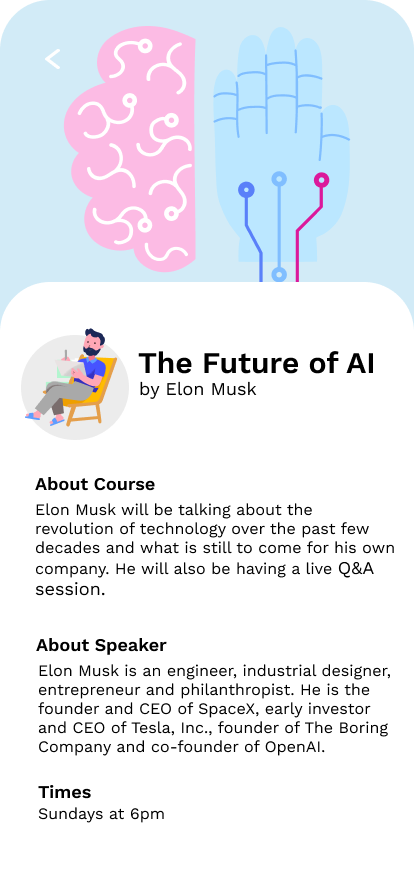 The Future of AI
by Elon Musk
About Course
Elon Musk will be talking about the
revolution of technology over the past few
decades and what is still to come for his own
company. He will also be having a live Q&A
session.
About Speaker
Elon Musk is an engineer, industrial designer,
entrepreneur and philanthropist. He is the
founder and CEO of SpaceX, early investor
and CEO of Tesla, Inc., founder of The Boring
Company and co-founder of OpenAI.
Times
Sundays at 6pm